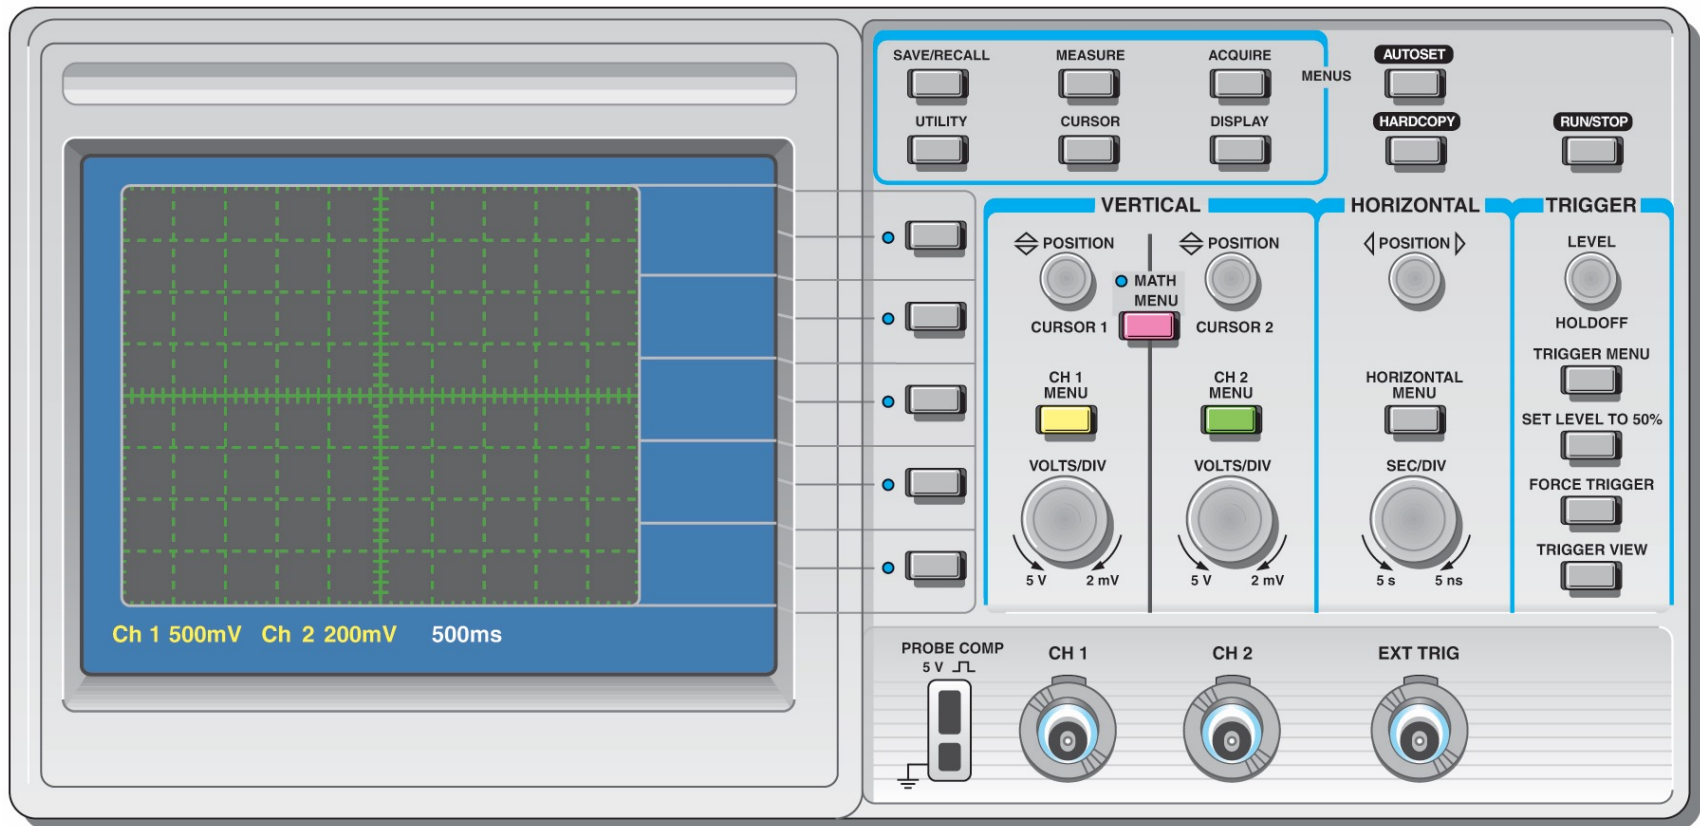 SAVE/RECALL MEASURE ACQUIRE
MENUS
AUTOSET
UTILITY CURSOR DISPLAY
HARDCOPY
RUN/STOP
VERTICAL HORIZONTAL TRIGGER
POSITION POSITION POSITION LEVEL
MATH
MENU
CURSOR 1 CURSOR 2 HOLDOFF
TRIGGER MENU
CH 1
MENU
CH 2
MENU
HORIZONTAL
MENU
SET LEVEL TO 50%
VOLTS/DIV VOLTS/DIV SEC/DIV
FORCE TRIGGER
TRIGGER VIEW
5 V 2 mV 5 V 2 mV 5 s 5 ns
Ch 1 500mV Ch 2 200mV 500ms
PROBE COMP
5 V
CH 1 CH 2 EXT TRIG